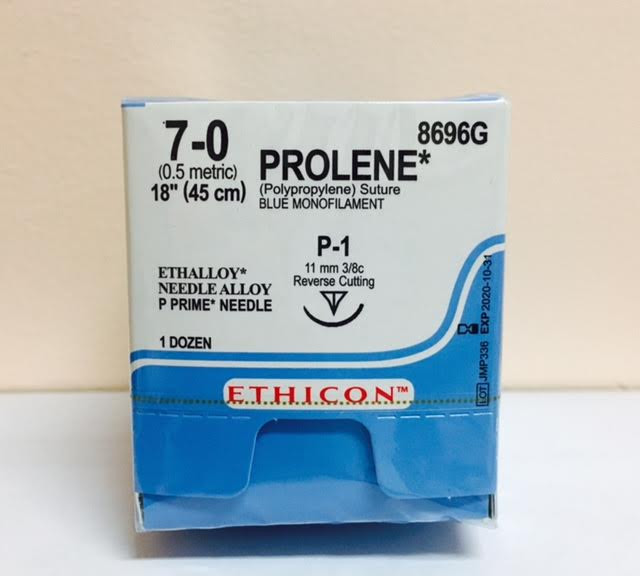 7-0
(0.5 metric)
18" (45 cm)
8696G
PROLENE*
(Polypropylene) Suture
BLUE MONOFILAMENT
P-1
11 mm 3/8c
Reverse Cutting
ETHALLOY*
NEEDLE ALLOY
P PRIME* NEEDLE
1 DOZEN
LOT JMP336 EXP 2020-10-31
ETHICON™